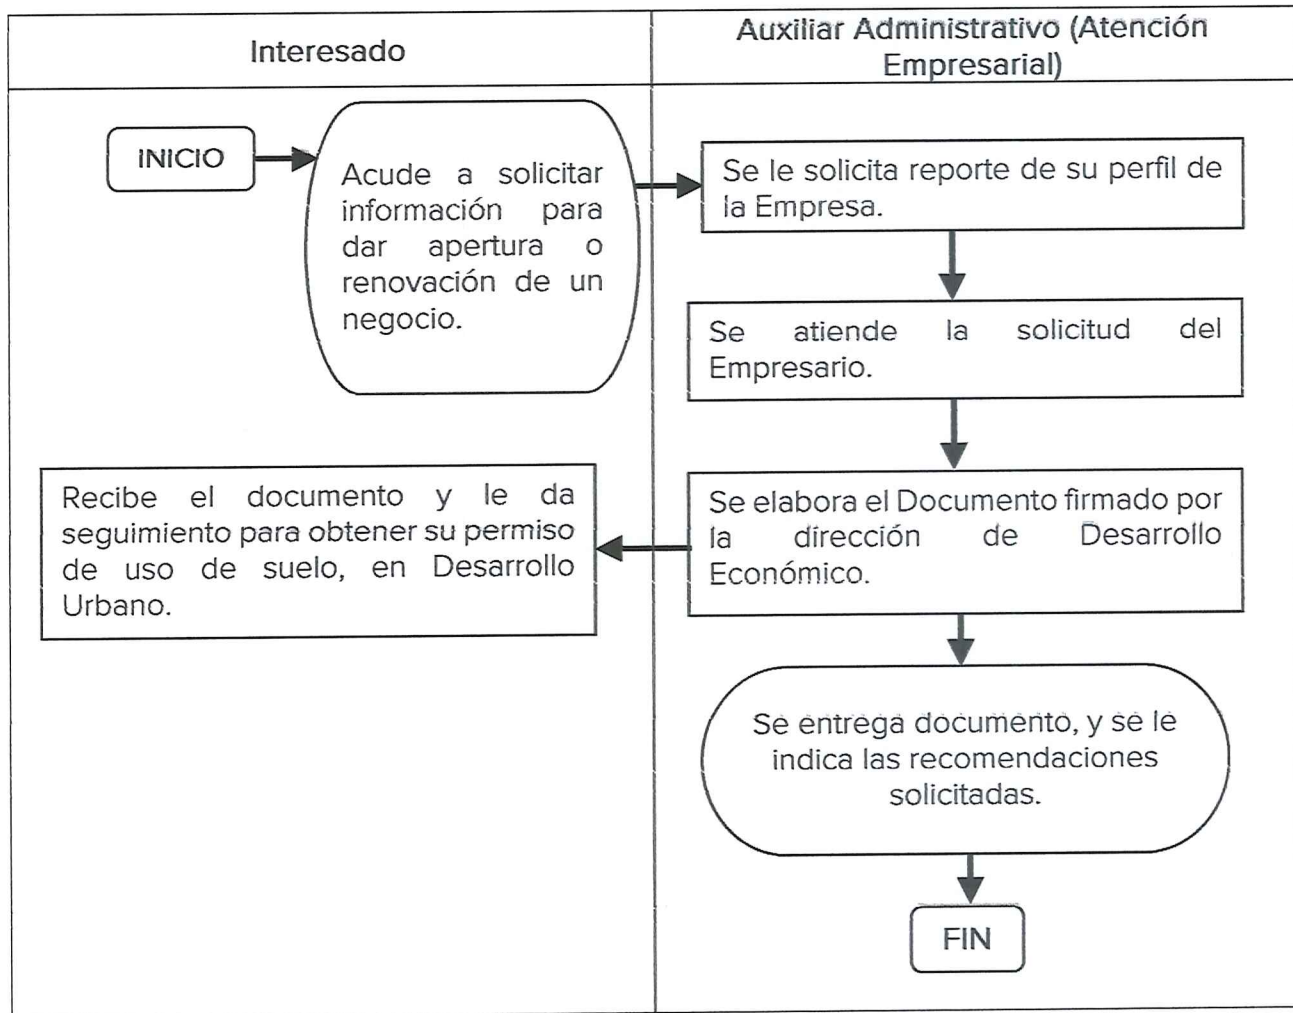 Interesado
Auxiliar Administrativo (Atención
Empresarial)
INICIO
Acude a solicitar
información para
dar apertura o
renovación de un
negocio.
Se le solicita reporte de su perfil de
la Empresa.
Se atiende la solicitud del
Empresario.
Se elabora el Documento firmado por
la dirección de Desarrollo
Económico.
Recibe el documento y le da
seguimiento para obtener su permiso
de uso de suelo, en Desarrollo
Urbano.
Se entrega documento, y se le
indica las recomendaciones
solicitadas.
FIN